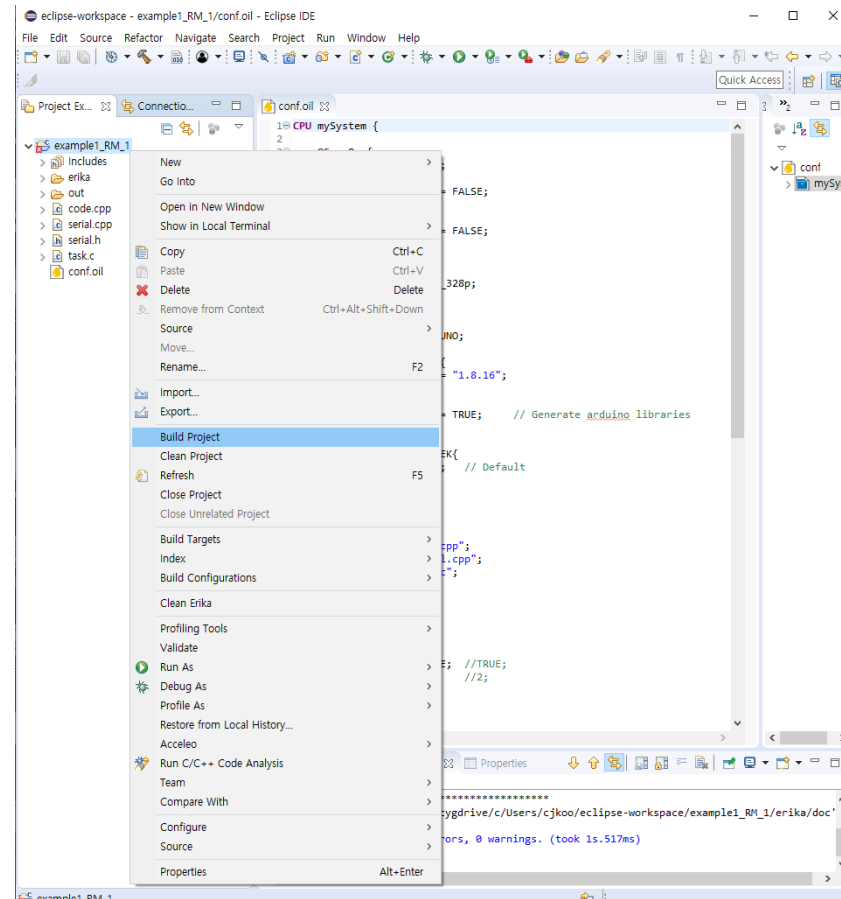 eclipse-workspace - example1_RM_1/conf.oil - Eclipse IDE
File Edit Source Refactor Navigate Search Project Run Window Help
Quick Access
Project Ex...
Connectio...
conf.oil
2
example1_RM_1
Includes
erika
out
code.cpp
serial.cpp
serial.h
task.c
conf.oil
New
Go Into
Open in New Window
Show in Local Terminal
Copy Ctrl+C
Paste Ctrl+V
Delete Delete
Remove from Context Ctrl+Alt+Shift+Down
Source
Move...
Rename... F2
Import...
Export...
Build Project
Clean Project
Refresh F5
Close Project
Close Unrelated Project
Build Targets
Index
Build Configurations
Clean Erika
Profiling Tools
Validate
Run As
Debug As
Profile As
Restore from Local History...
Acceleo
Run C/C++ Code Analysis
Team
Compare With
Configure
Source
Properties Alt+Enter
1 CPU mySystem {
2
;
= FALSE;
= FALSE;
_328p;
UNO;
{
= "1.8.16";
= TRUE; // Generate arduino libraries
EK{
; // Default
cpp";
l.cpp";
c";
E; //TRUE;
//2;
conf
mySy
Properties
*****************
cygdrive/c/Users/cjkoo/eclipse-workspace/example1_RM_1/erika/doc'
ors, 0 warnings. (took 1s.517ms)
example1_RM_1